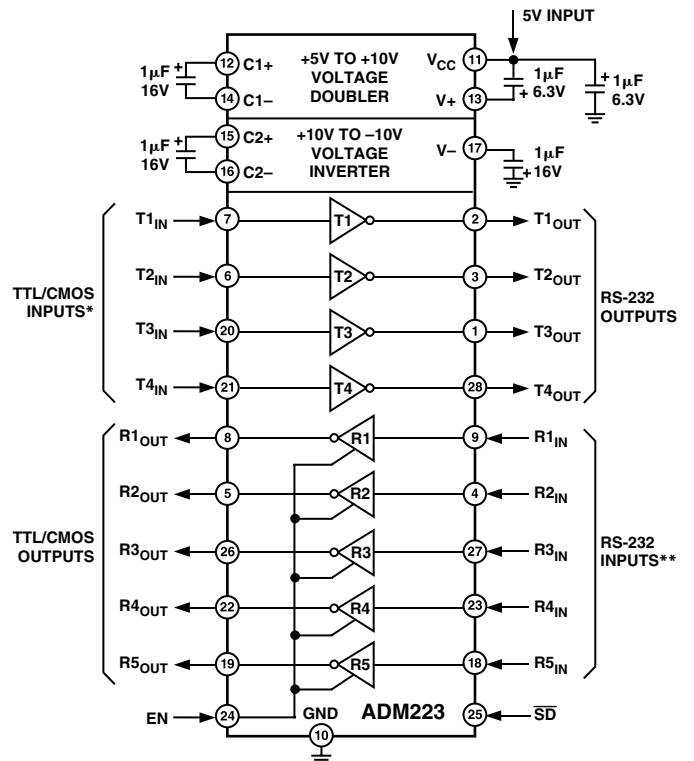 5V INPUT
1μF
16V
+
12 C1+
14 C1–
+5V TO +10V
VOLTAGE
DOUBLER
VCC 11
V+ 13
+
1μF
6.3V
+
1μF
6.3V
1μF
16V
+
15 C2+
16 C2–
+10V TO –10V
VOLTAGE
INVERTER
V– 17
+
1μF
16V
TTL/CMOS
INPUTS*
T1IN 7 T1 2 T1OUT
T2IN 6 T2 3 T2OUT
T3IN 20 T3 1 T3OUT
T4IN 21 T4 28 T4OUT
RS-232
OUTPUTS
TTL/CMOS
OUTPUTS
R1OUT 8 R1 9 R1IN
R2OUT 5 R2 4 R2IN
R3OUT 26 R3 27 R3IN
R4OUT 22 R4 23 R4IN
R5OUT 19 R5 18 R5IN
RS-232
INPUTS**
EN 24 GND ADM223 25 SD
10